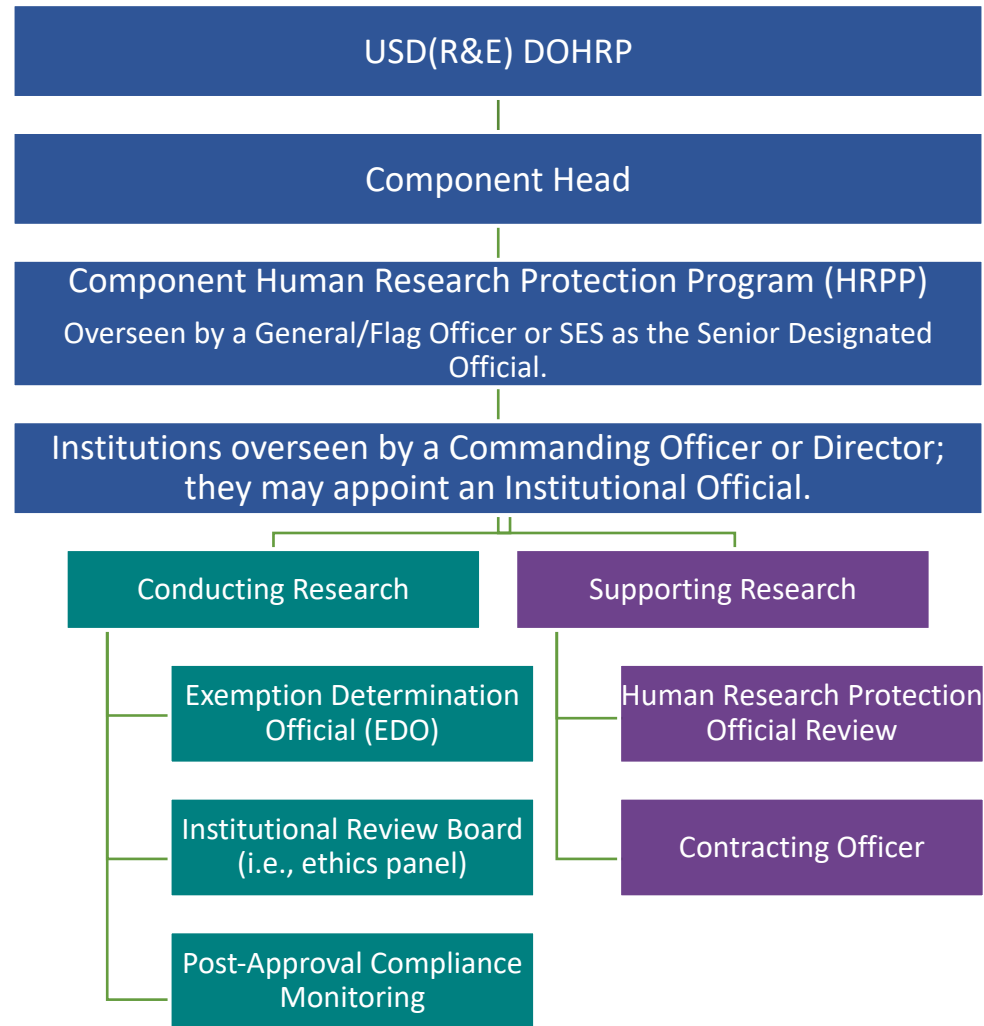 USD(R&E) DOHRP
Component Head
Component Human Research Protection Program (HRPP)
Overseen by a General/Flag Officer or SES as the Senior Designated
Official.
Institutions overseen by a Commanding Officer or Director;
they may appoint an Institutional Official.
Conducting Research
Supporting Research
Exemption Determination
Official (EDO)
Human Research Protection
Official Review
Institutional Review Board
(i.e., ethics panel)
Contracting Officer
Post-Approval Compliance
Monitoring